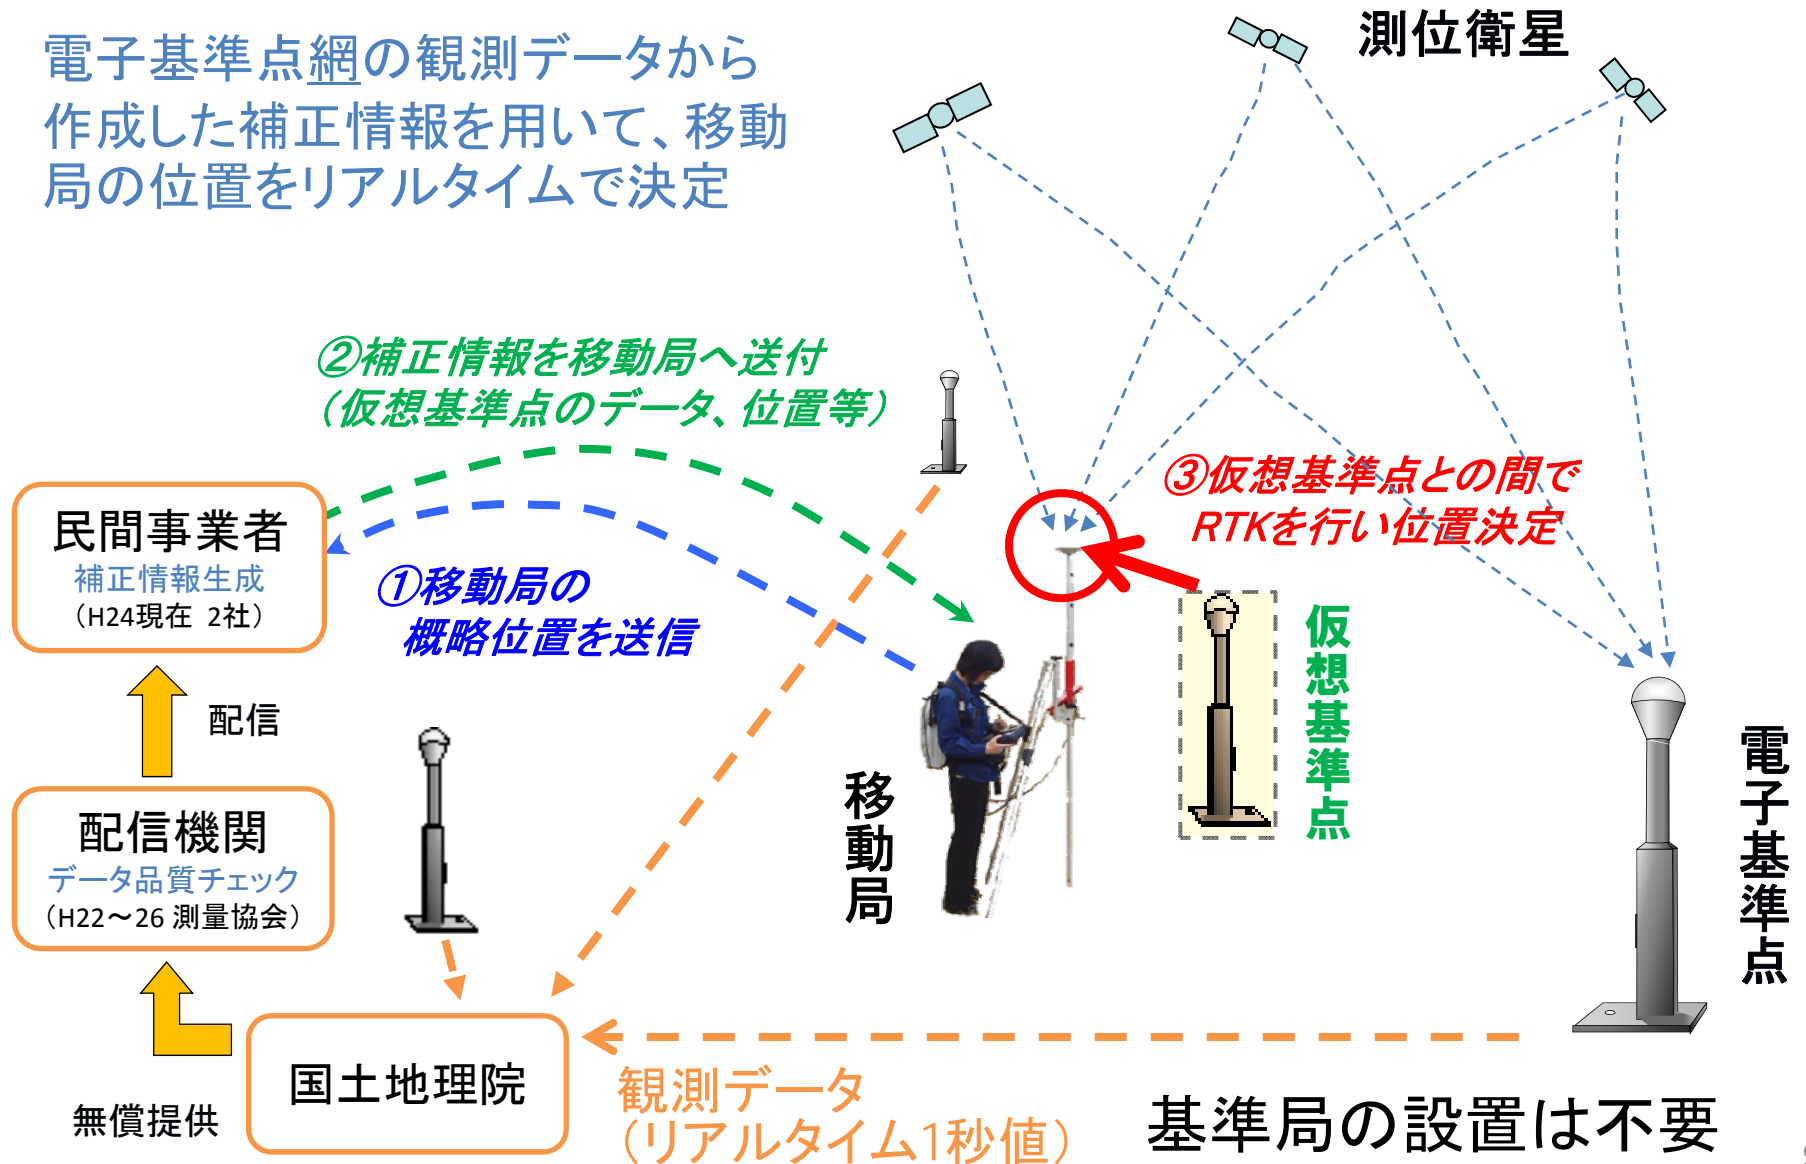 電子基準点網の観測データから
作成した補正情報を用いて、移動
局の位置をリアルタイムで決定
測位衛星
②補正情報を移動局へ送付
（仮想基準点のデータ、位置等）
③仮想基準点との間で
RTKを行い位置決定
民間事業者
補正情報生成
（H24現在 2社）
①移動局の
概略位置を送信
仮想基準点
配信
移動局
電子基準点
配信機関
データ品質チェック
（H22～26 測量協会）
国土地理院
無償提供
観測データ
（リアルタイム1秒値）
基準局の設置は不要